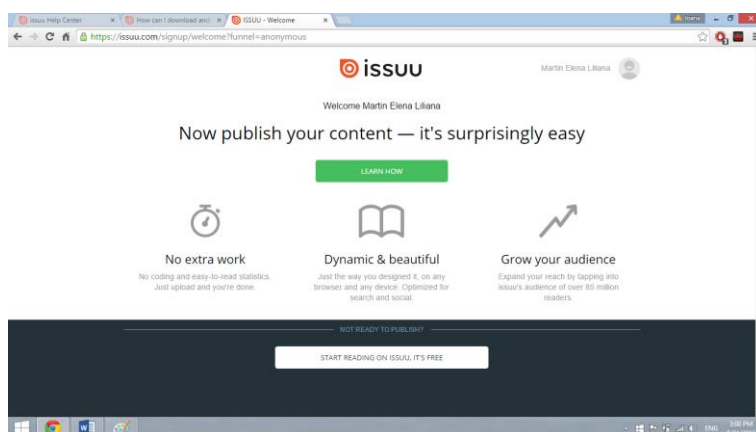 issuu Help Center
How can I download and
ISSUU - Welcome
Ioana
https://issuu.com/signup/welcome?funnel=anonymous
issuu
Martin Elena Liliana
Welcome Martin Elena Liliana
Now publish your content — it's surprisingly easy
LEARN HOW
No extra work
No coding and easy-to-read statistics.
Just upload and you're done.
Dynamic & beautiful
Just the way you designed it, on any
browser and any device. Optimized for
search and social.
Grow your audience
Expand your reach by tapping into
issuu's audience of over 85 million
readers.
NOT READY TO PUBLISH?
START READING ON ISSUU, IT'S FREE
ENG
3:00 PM